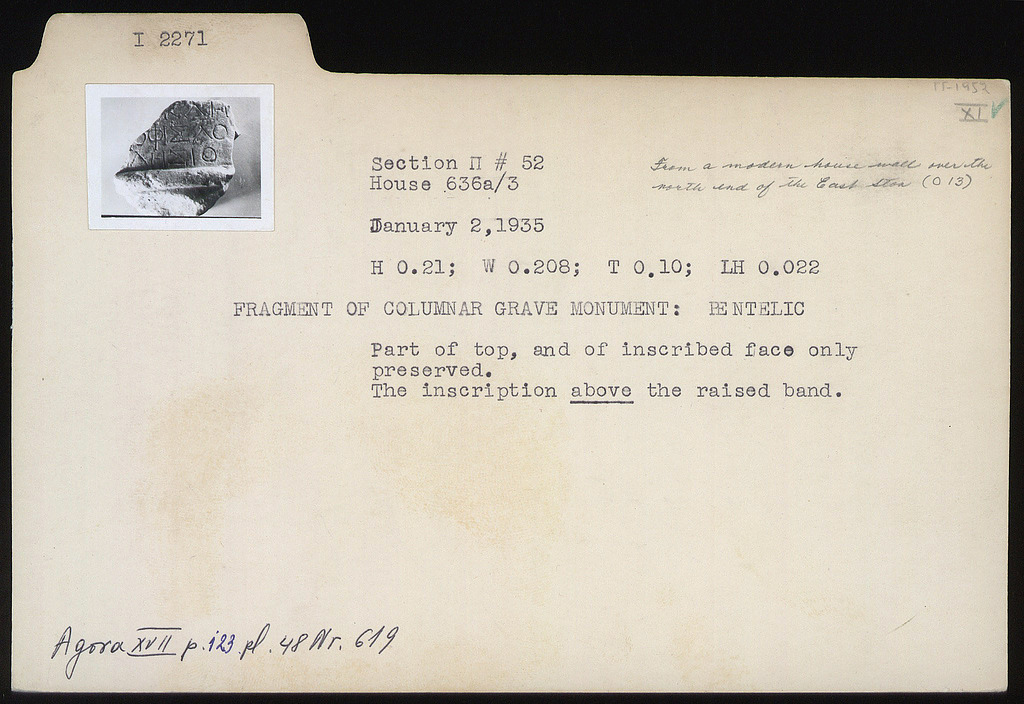 I 2271
ΟΦΙΣΧΟ
ΧΗΣΙΟ
IT-1952
XI
Section Π # 52
House 636a/3
From a modern house wall over the
north end of the East Stoa (O 13)
January 2,1935
H 0.21; W 0.208; T 0.10; LH 0.022
FRAGMENT OF COLUMNAR GRAVE MONUMENT: PENTELIC
Part of top, and of inscribed face only
preserved.
The inscription above the raised band.
Agora XVII p.123 pl. 48 Nr. 619